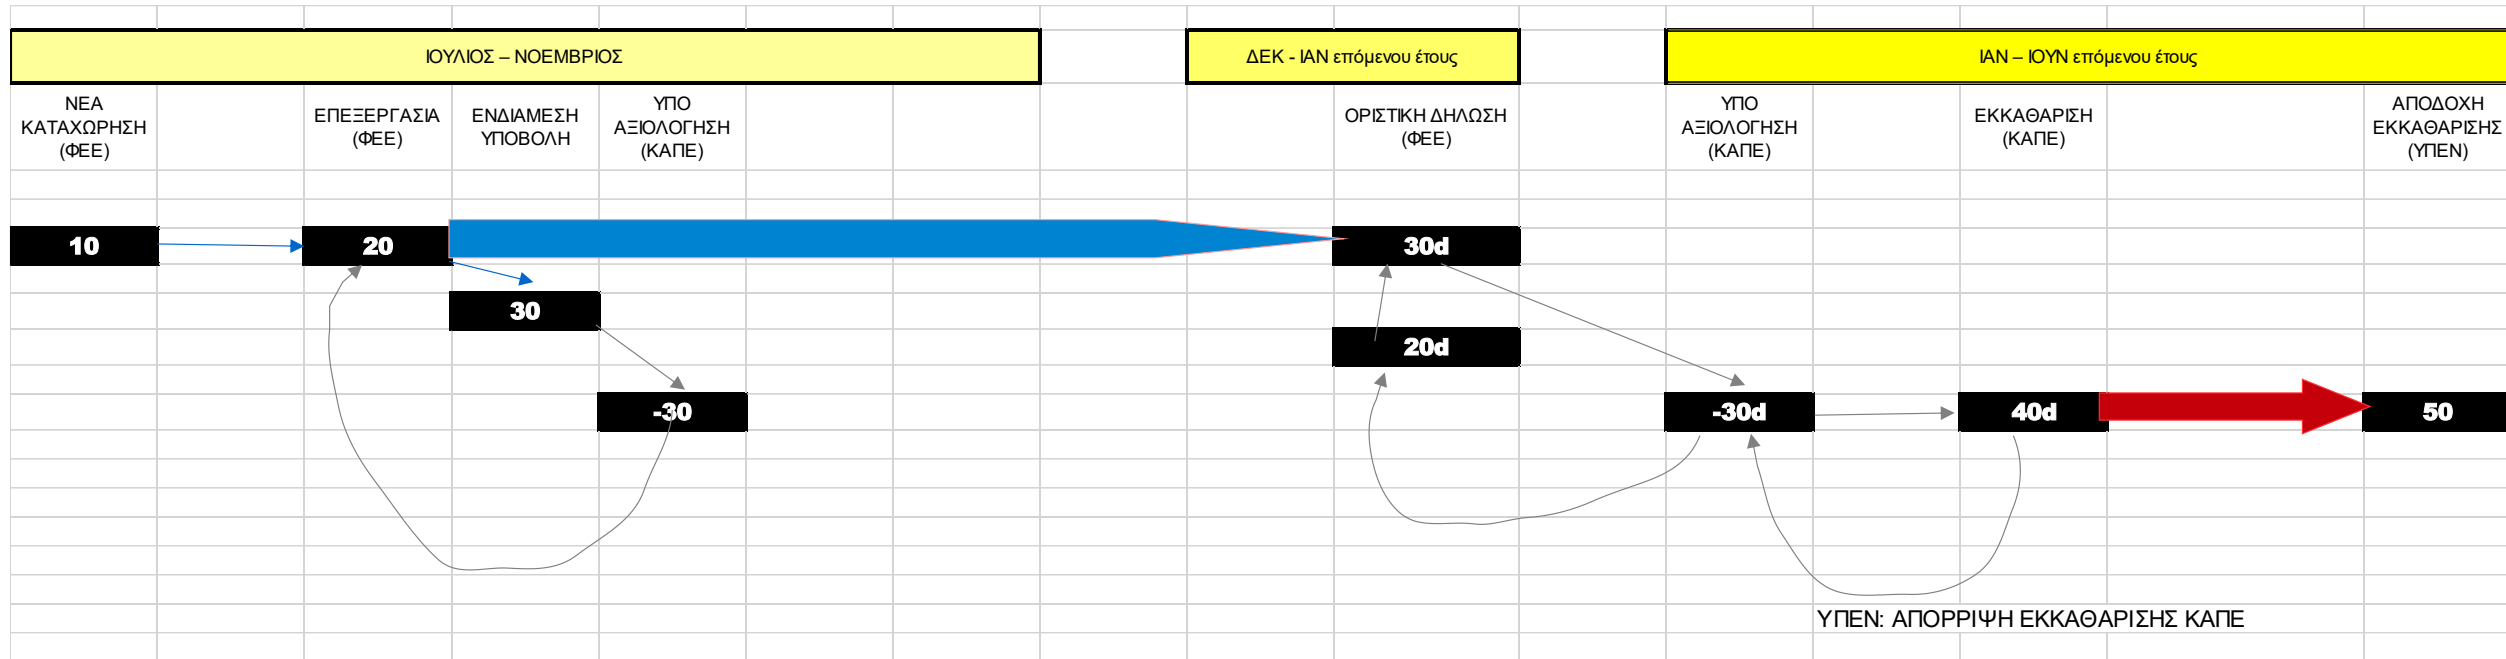 ΙΟΥΛΙΟΣ – ΝΟΕΜΒΡΙΟΣ
ΔΕΚ - ΙΑΝ επόμενου έτους
ΙΑΝ – ΙΟΥΝ επόμενου έτους
ΝΕΑ
ΚΑΤΑΧΩΡΗΣΗ
(ΦΕΕ)
ΕΠΕΞΕΡΓΑΣΙΑ
(ΦΕΕ)
ΕΝΔΙΑΜΕΣΗ
ΥΠΟΒΟΛΗ
ΥΠΟ
ΑΞΙΟΛΟΓΗΣΗ
(ΚΑΠΕ)
ΟΡΙΣΤΙΚΗ ΔΗΛΩΣΗ
(ΦΕΕ)
ΥΠΟ
ΑΞΙΟΛΟΓΗΣΗ
(ΚΑΠΕ)
ΕΚΚΑΘΑΡΙΣΗ
(ΚΑΠΕ)
ΑΠΟΔΟΧΗ
ΕΚΚΑΘΑΡΙΣΗΣ
(ΥΠΕΝ)
10
20
30d
30
20d
-30
-30d
40d
50
ΥΠΕΝ: ΑΠΟΡΡΙΨΗ ΕΚΚΑΘΑΡΙΣΗΣ ΚΑΠΕ